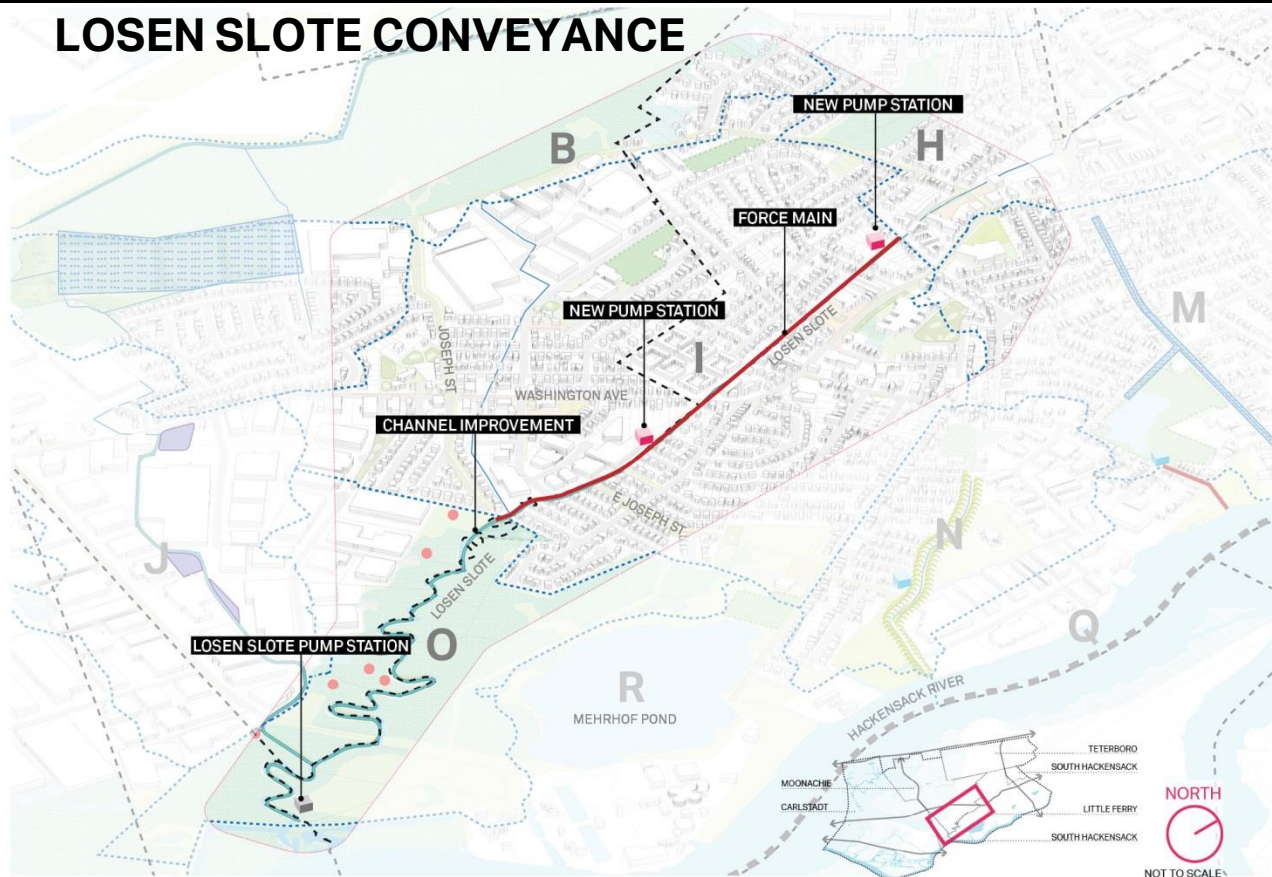 LOSEN SLOTE CONVEYANCE
NEW PUMP STATION
H
B
FORCE MAIN
NEW PUMP STATION
M
LOSEN SLOTE
I
JOSEPH ST
WASHINGTON AVE
CHANNEL IMPROVEMENT
E JOSEPH ST
J
N
LOSEN SLOTE
Q
LOSEN SLOTE PUMP STATION
O
R
MEHRHOF POND
HACKENSACK RIVER
TETERBORO
SOUTH HACKENSACK
MOONACHIE
CARLSTADT
LITTLE FERRY
SOUTH HACKENSACK
NORTH
NOT TO SCALE